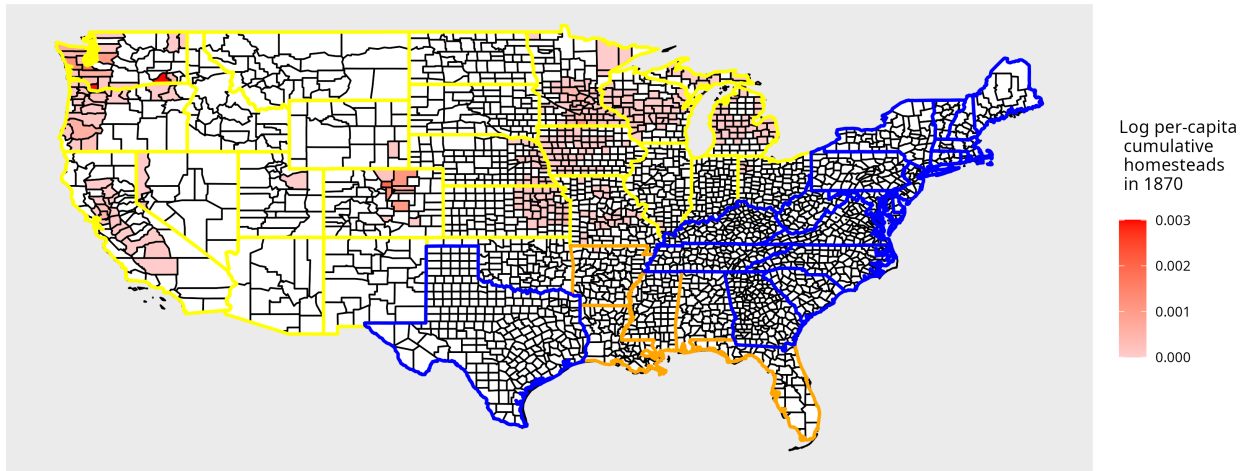 Log per-capita
cumulative
homesteads
in 1870
0.003
0.002
0.001
0.000